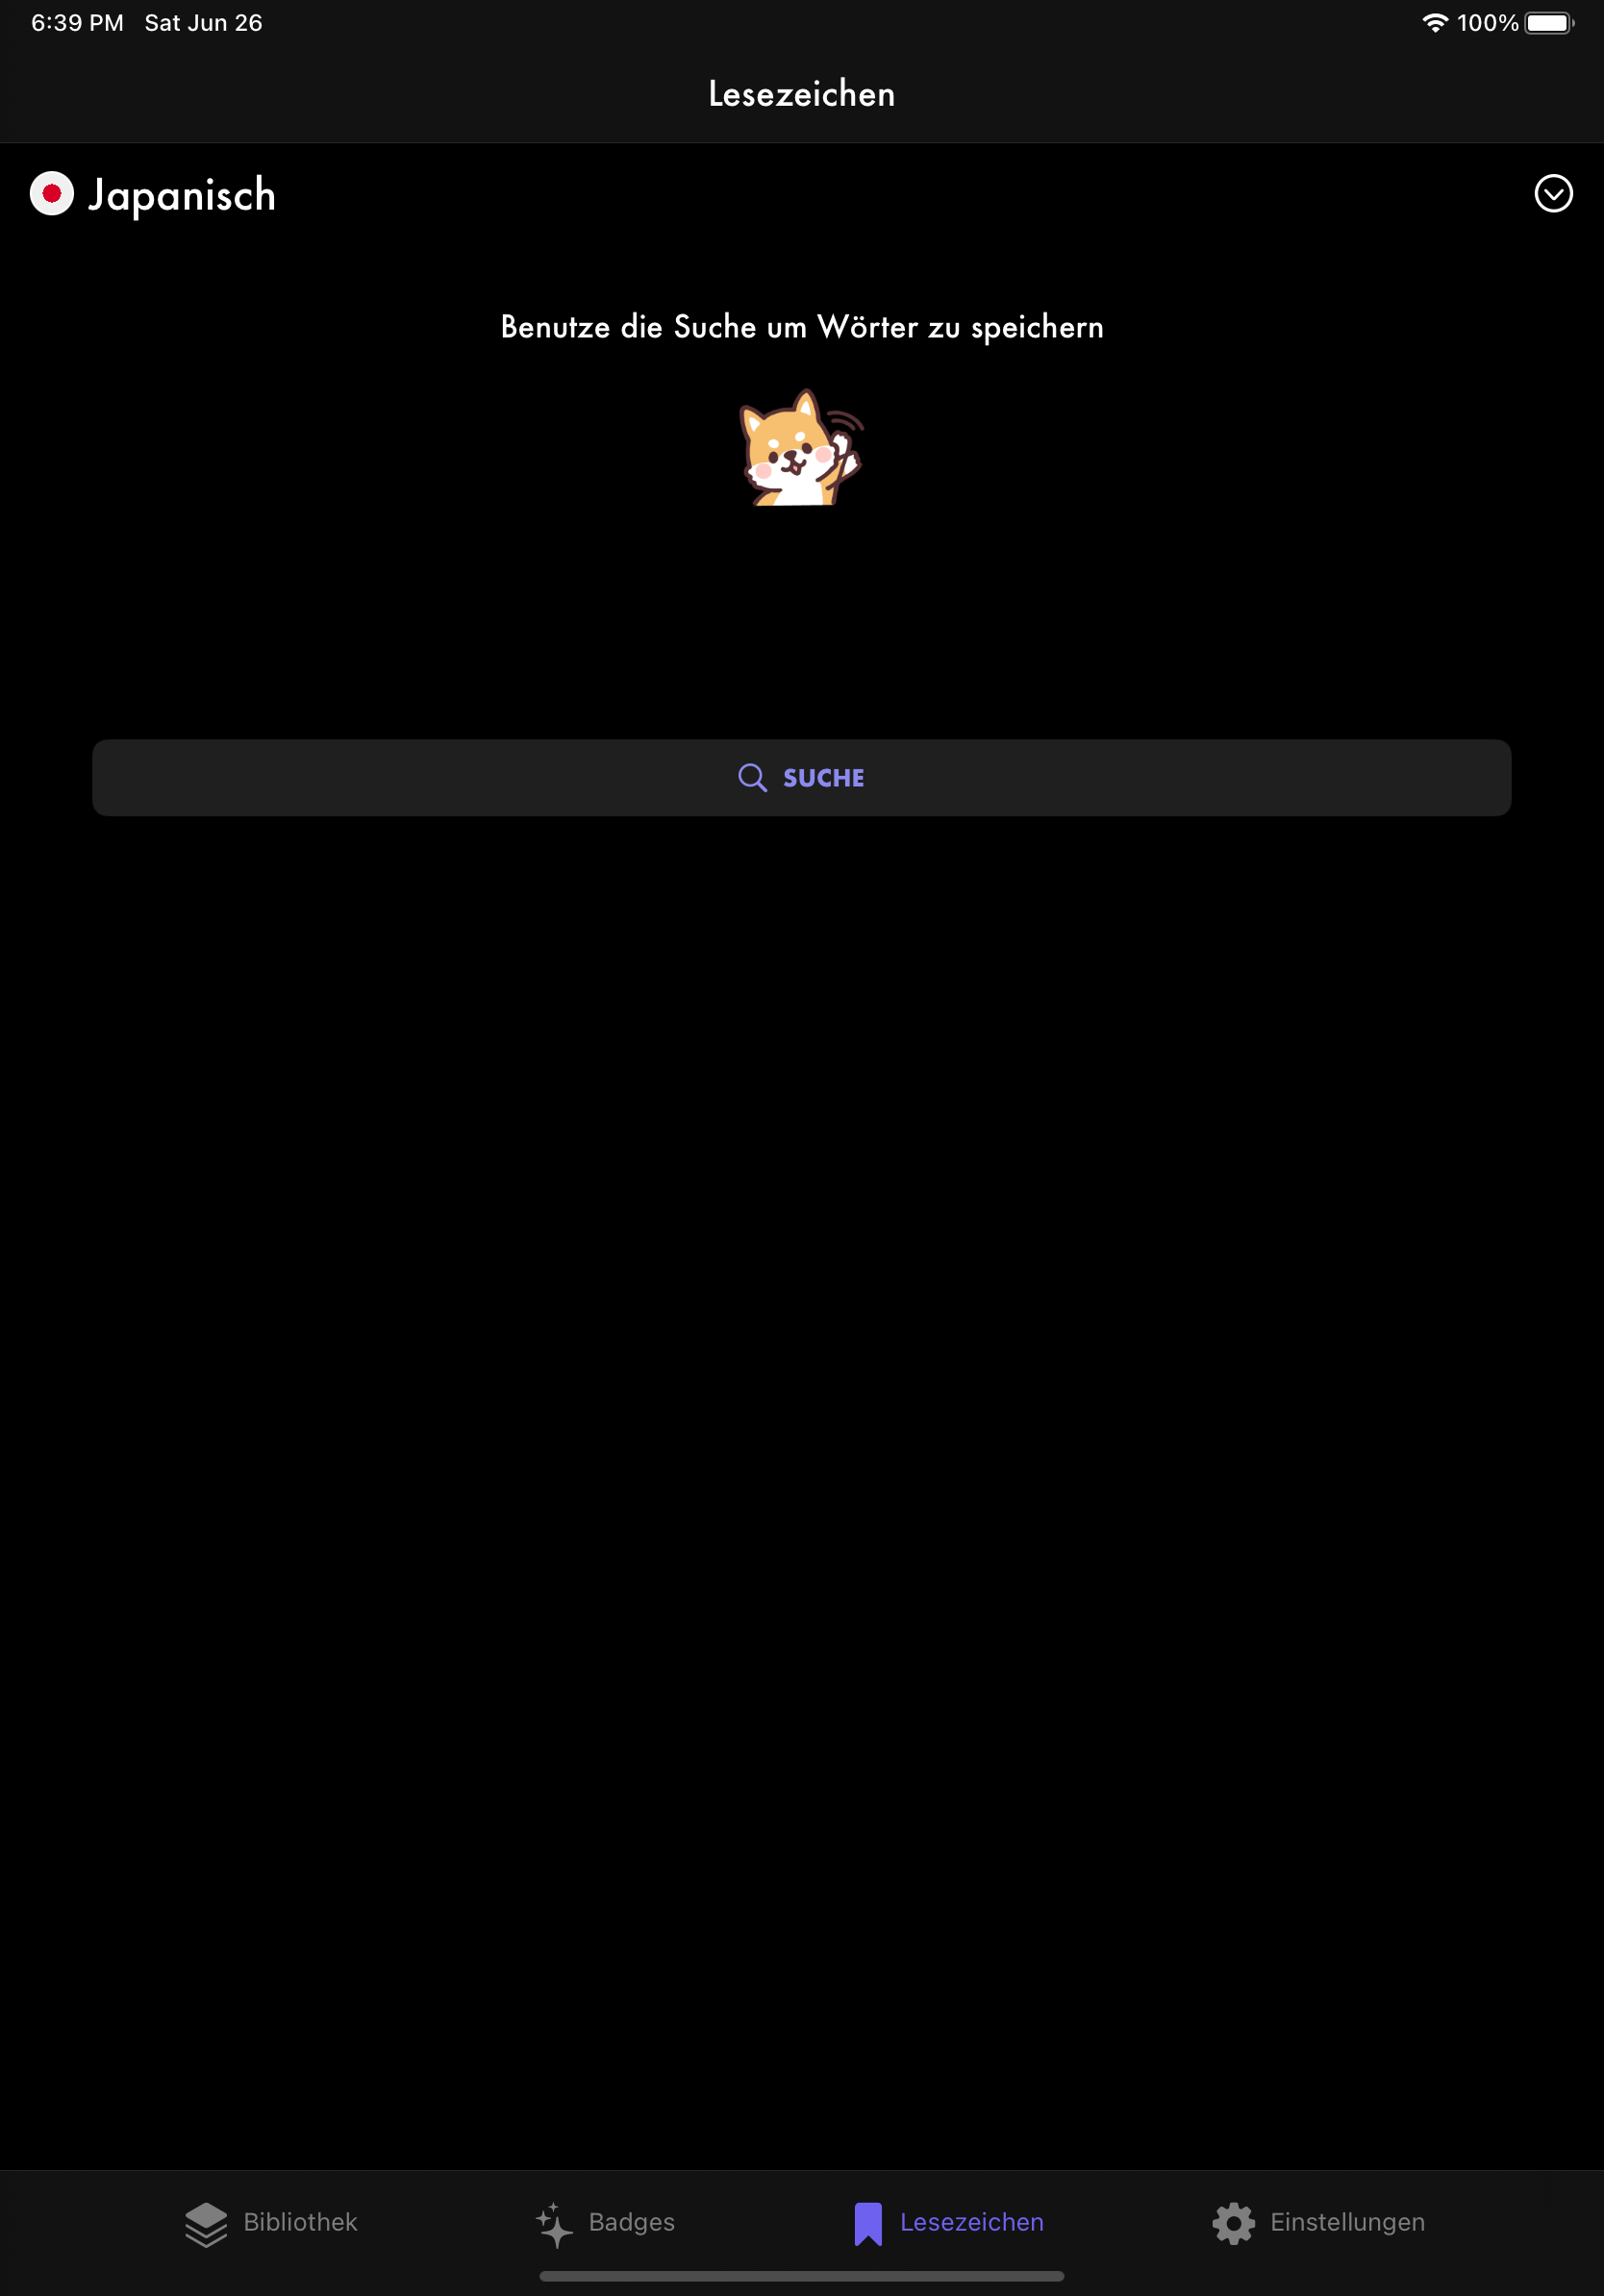 6:39 PM Sat Jun 26 100%
Lesezeichen
Japanisch
Benutze die Suche um Wörter zu speichern
SUCHE
Bibliothek Badges Lesezeichen Einstellungen